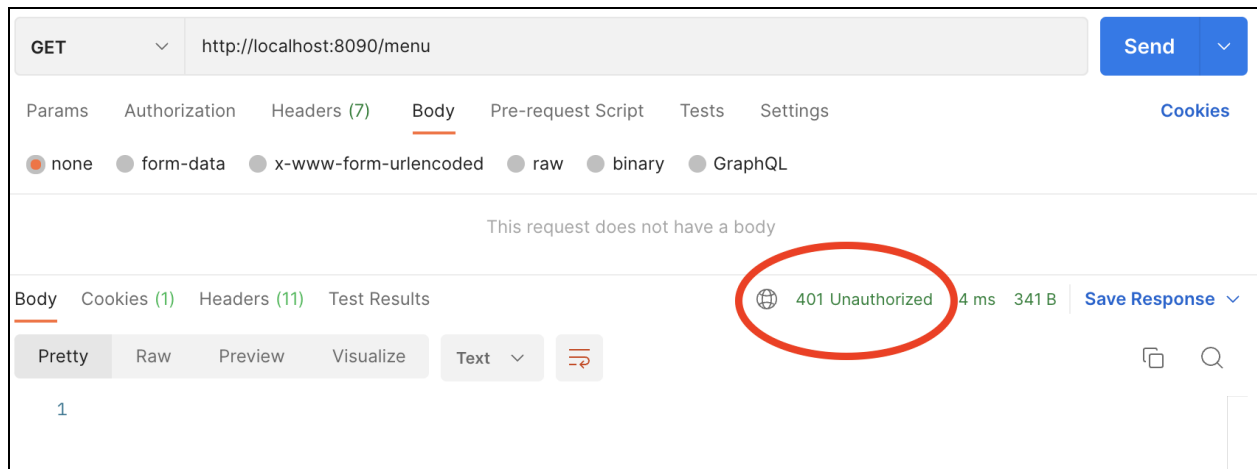 GET http://localhost:8090/menu Send
Params Authorization Headers (7) Body Pre-request Script Tests Settings Cookies
none form-data x-www-form-urlencoded raw binary GraphQL
This request does not have a body
Body Cookies (1) Headers (11) Test Results 401 Unauthorized 4 ms 341 B Save Response
Pretty Raw Preview Visualize Text
1